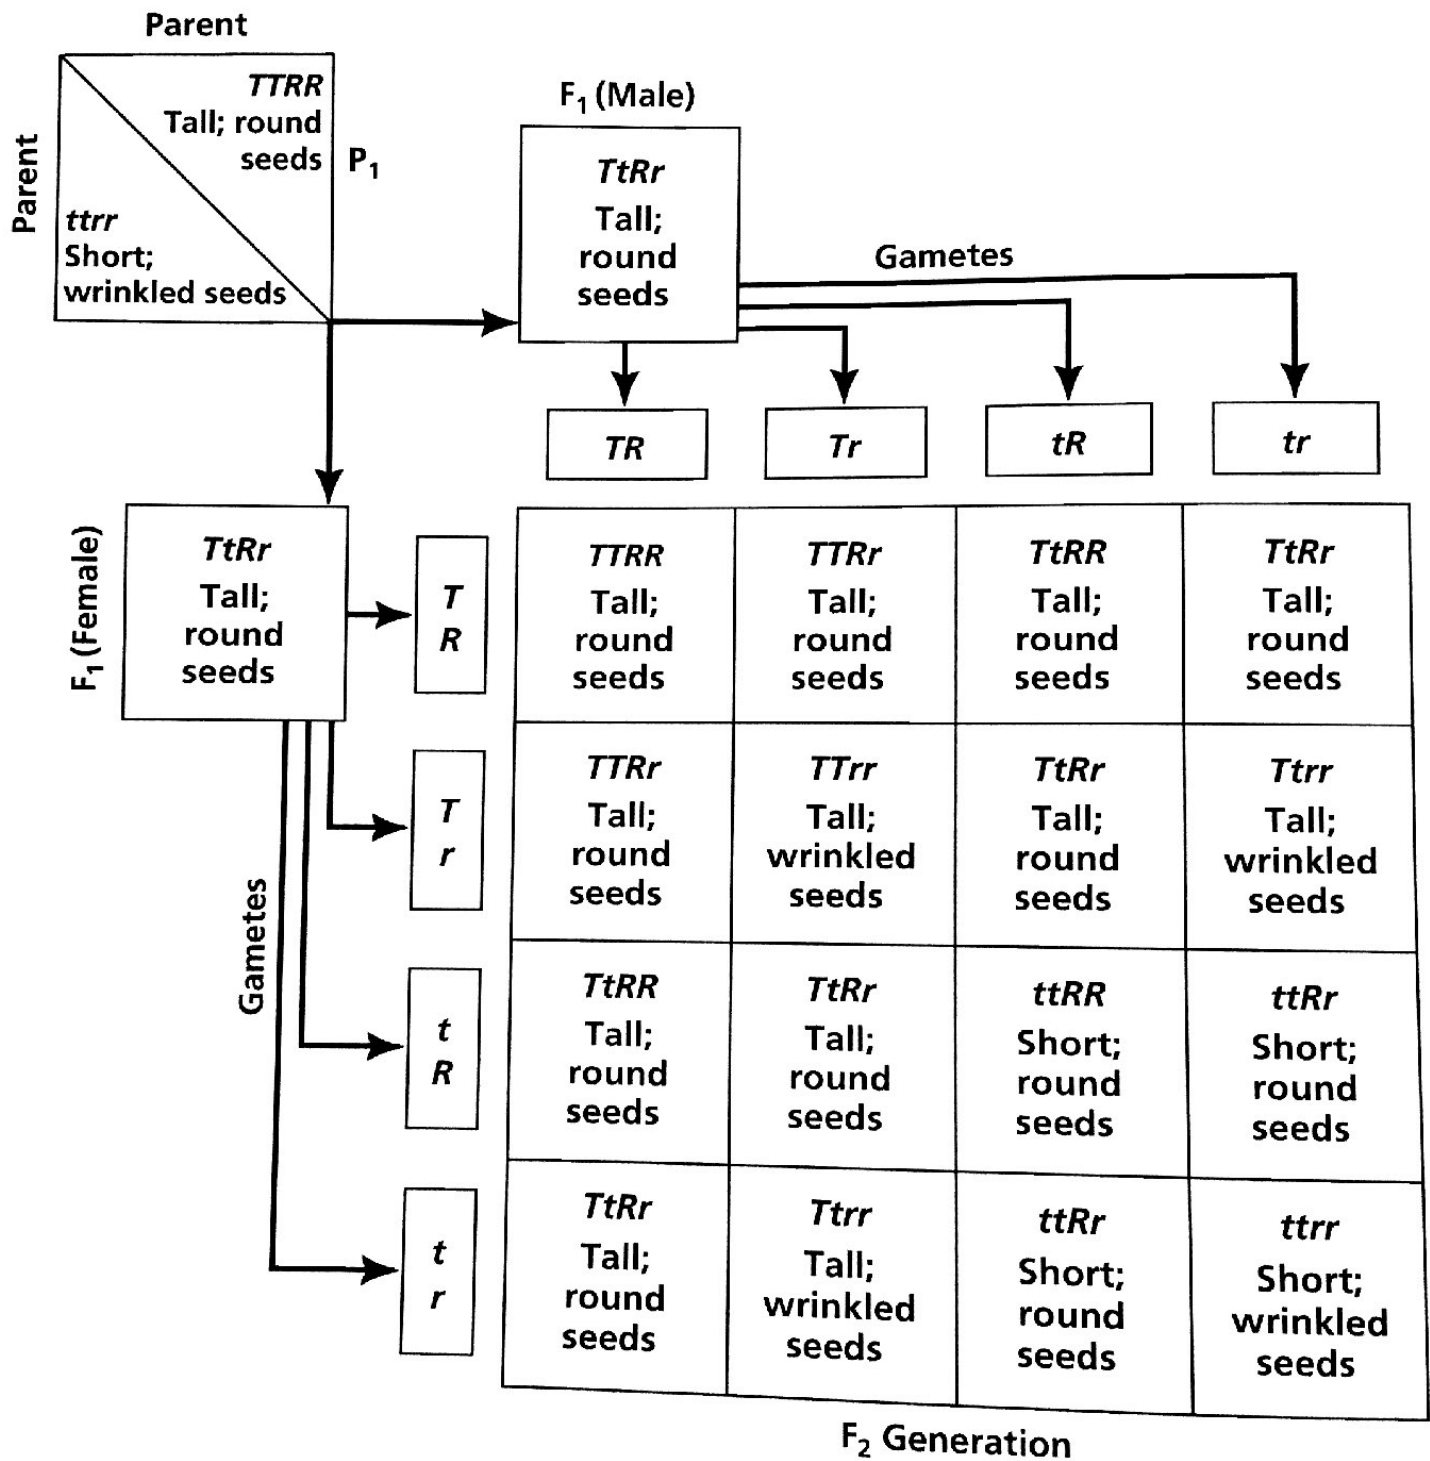 Parent
Parent
TTRR
Tall; round
seeds
P₁
ttrr
Short;
wrinkled seeds
F₁ (Male)
TtRr
Tall;
round
seeds
Gametes
TR
Tr
tR
tr
F₁ (Female)
TtRr
Tall;
round
seeds
Gametes
T
R
TTRR
Tall;
round
seeds
TTRr
Tall;
round
seeds
TtRR
Tall;
round
seeds
TtRr
Tall;
round
seeds
T
r
TTRr
Tall;
round
seeds
TTrr
Tall;
wrinkled
seeds
TtRr
Tall;
round
seeds
Ttrr
Tall;
wrinkled
seeds
t
R
TtRR
Tall;
round
seeds
TtRr
Tall;
round
seeds
ttRR
Short;
round
seeds
ttRr
Short;
round
seeds
t
r
TtRr
Tall;
round
seeds
Ttrr
Tall;
wrinkled
seeds
ttRr
Short;
round
seeds
ttrr
Short;
wrinkled
seeds
F₂ Generation